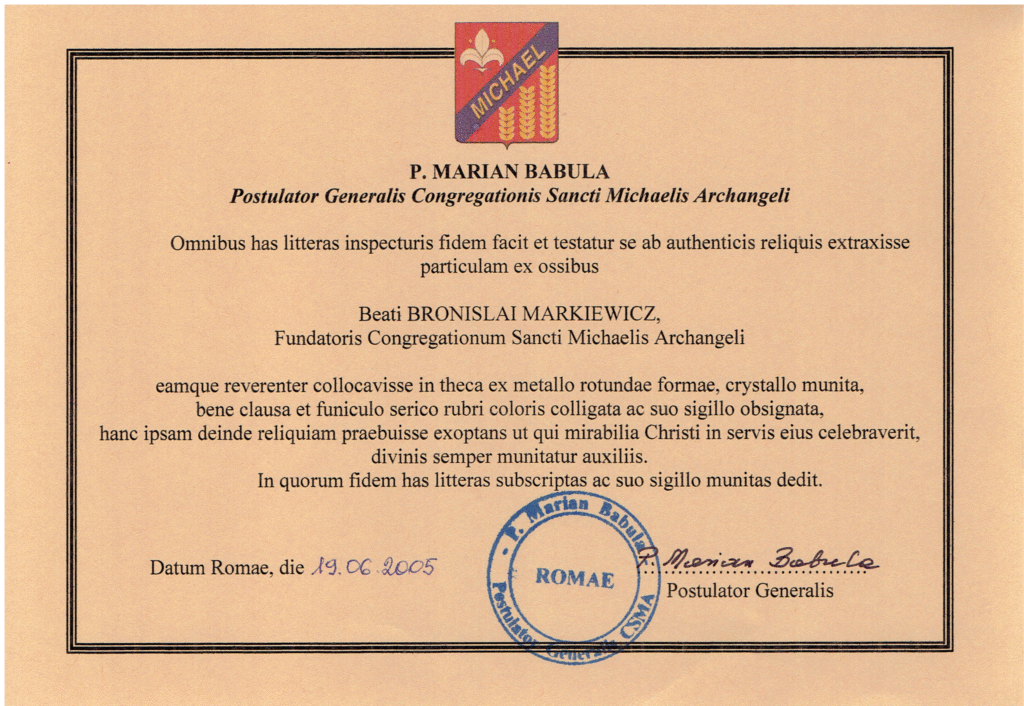 MICHAEL
P. MARIAN BABULA
Postulator Generalis Congregationis Sancti Michaelis Archangeli
Omnibus has litteras inspecturis fidem facit et testatur se ab authenticis reliquis extraxisse
particulam ex ossibus
Beati BRONISLAI MARKIEWICZ,
Fundatoris Congregationum Sancti Michaelis Archangeli
eamque reverenter collocavisse in theca ex metallo rotundae formae, crystallo munita,
bene clausa et funiculo serico rubri coloris colligata ac suo sigillo obsignata,
hanc ipsam deinde reliquiam praebuisse exoptans ut qui mirabilia Christi in servis eius celebraverit,
divinis semper munitatur auxiliis.
In quorum fidem has litteras subscriptas ac suo sigillo munitas dedit.
Datum Romae, die 19.06.2005
P. Marian Babula
ROMAE
Postulator Generalis CSMA
P. Marian Babula
Postulator Generalis